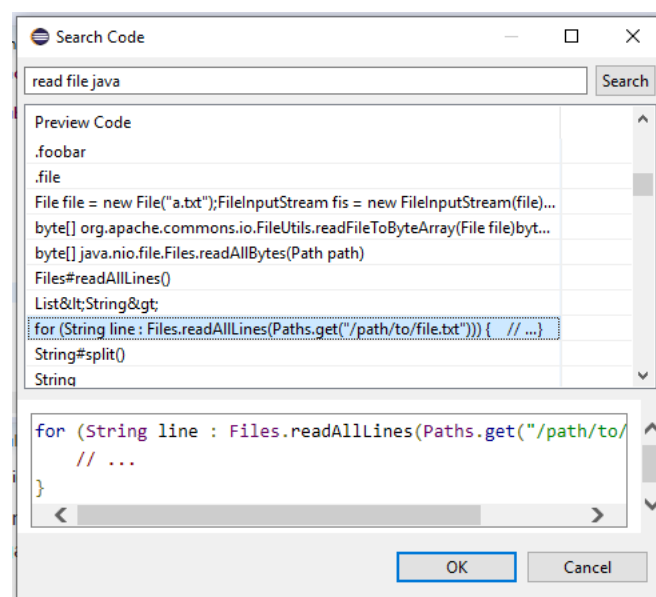 Search Code
read file java
Search
Preview Code
.foobar
.file
File file = new File("a.txt");FileInputStream fis = new FileInputStream(file)...
byte[] org.apache.commons.io.FileUtils.readFileToByteArray(File file)byt...
byte[] java.nio.file.Files.readAllBytes(Path path)
Files#readAllLines()
List&lt;String&gt;
for (String line : Files.readAllLines(Paths.get("/path/to/file.txt"))) {    // ...}
String#split()
String
for (String line : Files.readAllLines(Paths.get("/path/to/
// ...
}
OK
Cancel